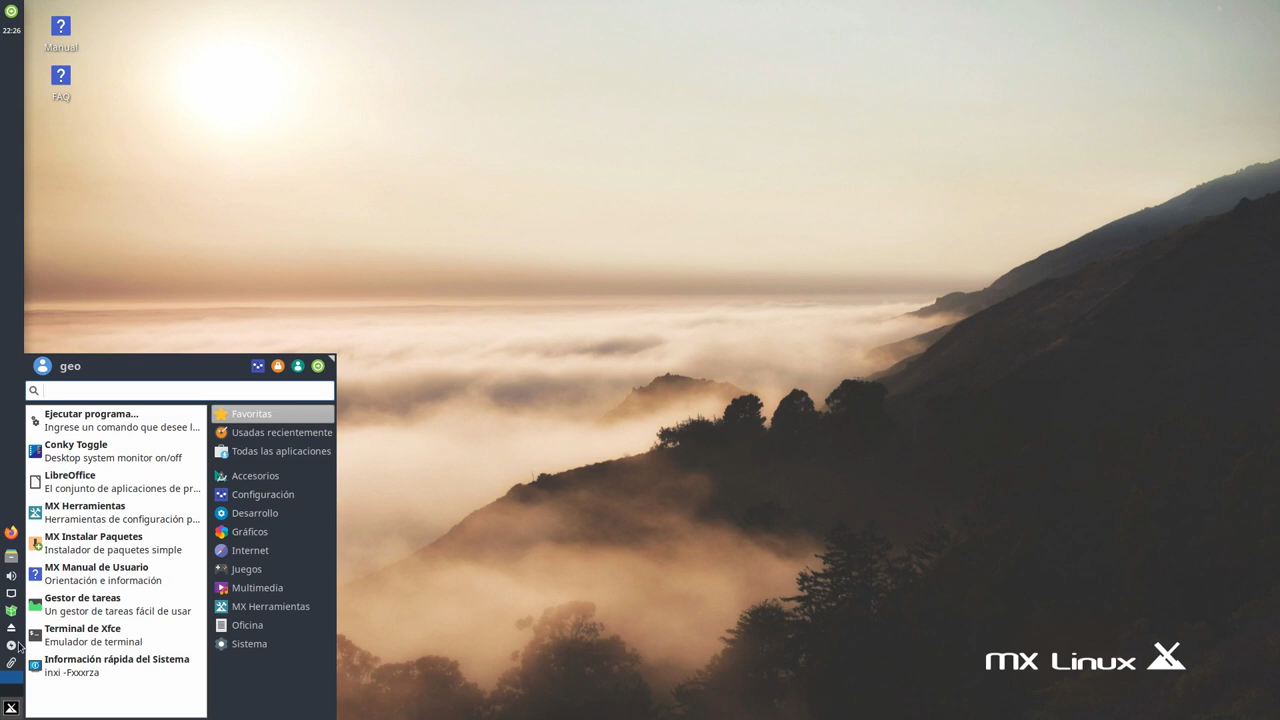 22:26
Manual
FAQ
geo
Ejecutar programa...
Ingrese un comando que desee l...
Conky Toggle
Desktop system monitor on/off
LibreOffice
El conjunto de aplicaciones de pr...
MX Herramientas
Herramientas de configuración p...
MX Instalar Paquetes
Instalador de paquetes simple
MX Manual de Usuario
Orientación e información
Gestor de tareas
Un gestor de tareas fácil de usar
Terminal de Xfce
Emulador de terminal
Información rápida del Sistema
inxi -Fxxxrza
Favoritas
Usadas recientemente
Todas las aplicaciones
Accesorios
Configuración
Desarrollo
Gráficos
Internet
Juegos
Multimedia
MX Herramientas
Oficina
Sistema
MX Linux